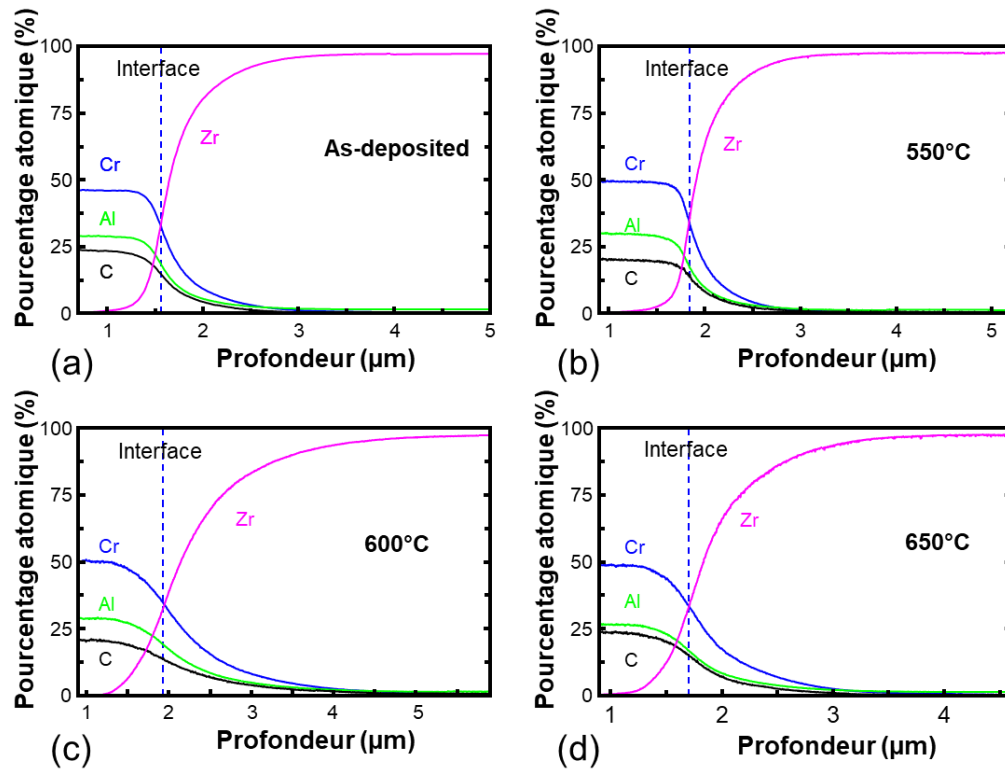 Pourcentage atomique (%)
100
75
50
25
0
Interface
Zr
As-deposited
Cr
Al
C
1
2
3
4
5
Profondeur (µm)
(a)
Pourcentage atomique (%)
100
75
50
25
0
Interface
Zr
550°C
Cr
Al
C
1
2
3
4
5
Profondeur (µm)
(b)
Pourcentage atomique (%)
100
75
50
25
0
Interface
Zr
600°C
Cr
Al
C
1
2
3
4
5
Profondeur (µm)
(c)
Pourcentage atomique (%)
100
75
50
25
0
Interface
Zr
650°C
Cr
Al
C
1
2
3
4
Profondeur (µm)
(d)